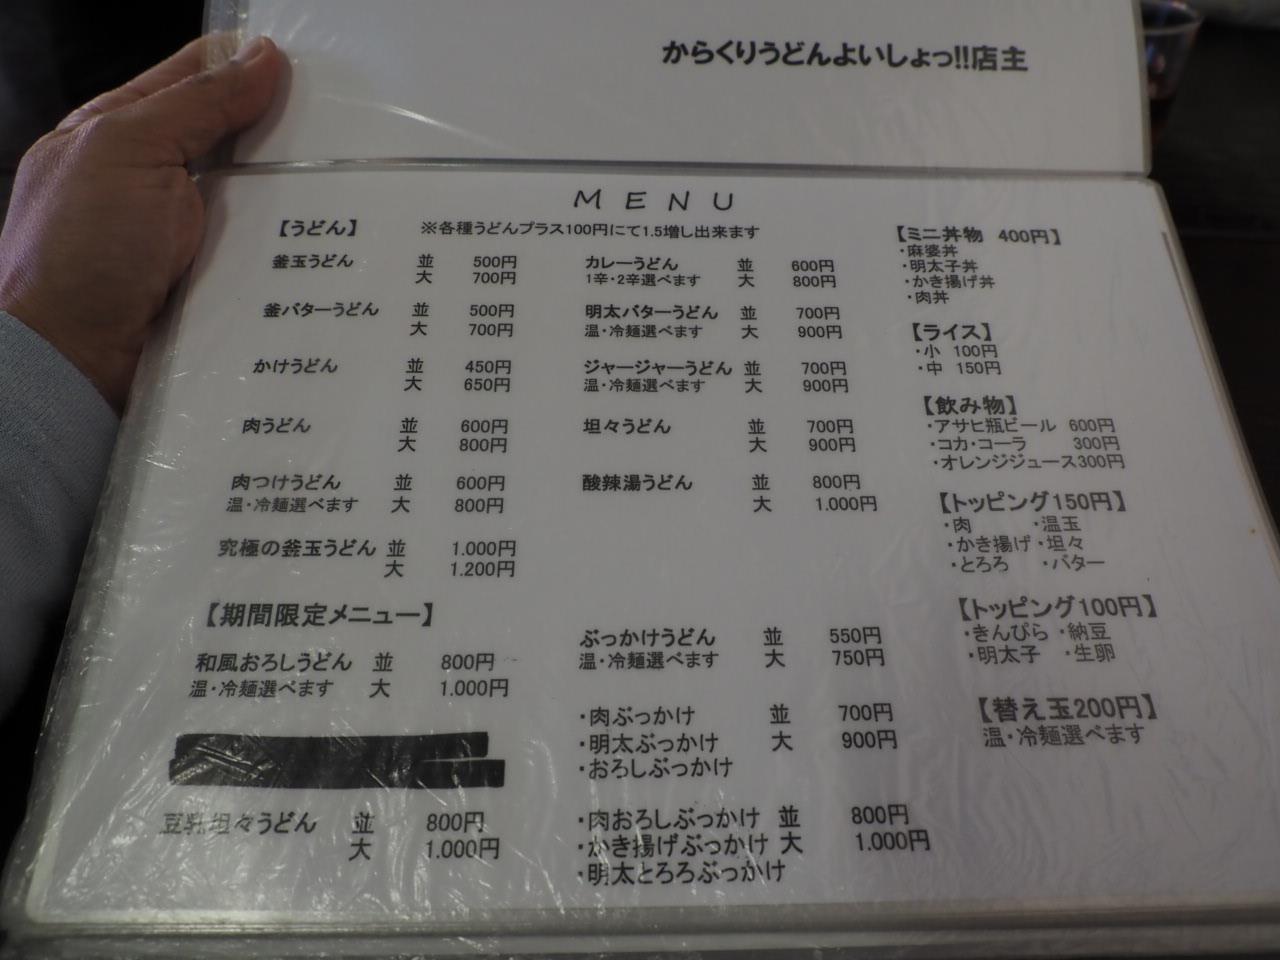 からくりうどんよいしょっ!!店主
MENU
【うどん】 ※各種うどんプラス100円にて1.5増し出来ます
釜玉うどん 並 500円
大 700円
釜バターうどん 並 500円
大 700円
かけうどん 並 450円
大 650円
肉うどん 並 600円
大 800円
肉つけうどん 並 600円
温・冷麺選べます 大 800円
究極の釜玉うどん 並 1.000円
大 1.200円
【期間限定メニュー】
和風おろしうどん 並 800円
温・冷麺選べます 大 1.000円
豆乳坦々うどん 並 800円
大 1.000円
カレーうどん 並 600円
1辛・2辛選べます 大 800円
明太バターうどん 並 700円
温・冷麺選べます 大 900円
ジャージャーうどん 並 700円
温・冷麺選べます 大 900円
坦々うどん 並 700円
大 900円
酸辣湯うどん 並 800円
大 1.000円
ぶっかけうどん 並 550円
温・冷麺選べます 大 750円
・肉ぶっかけ 並 700円
・明太ぶっかけ 大 900円
・おろしぶっかけ
・肉おろしぶっかけ 並 800円
・かき揚げぶっかけ 大 1.000円
・明太とろろぶっかけ
【ミニ丼物 400円】
・麻婆丼
・明太子丼
・かき揚げ丼
・肉丼
【ライス】
・小 100円
・中 150円
【飲み物】
・アサヒ瓶ビール 600円
・コカ・コーラ 300円
・オレンジジュース300円
【トッピング150円】
・肉 ・温玉
・かき揚げ ・坦々
・とろろ ・バター
【トッピング100円】
・きんぴら ・納豆
・明太子 ・生卵
【替え玉200円】
温・冷麺選べます